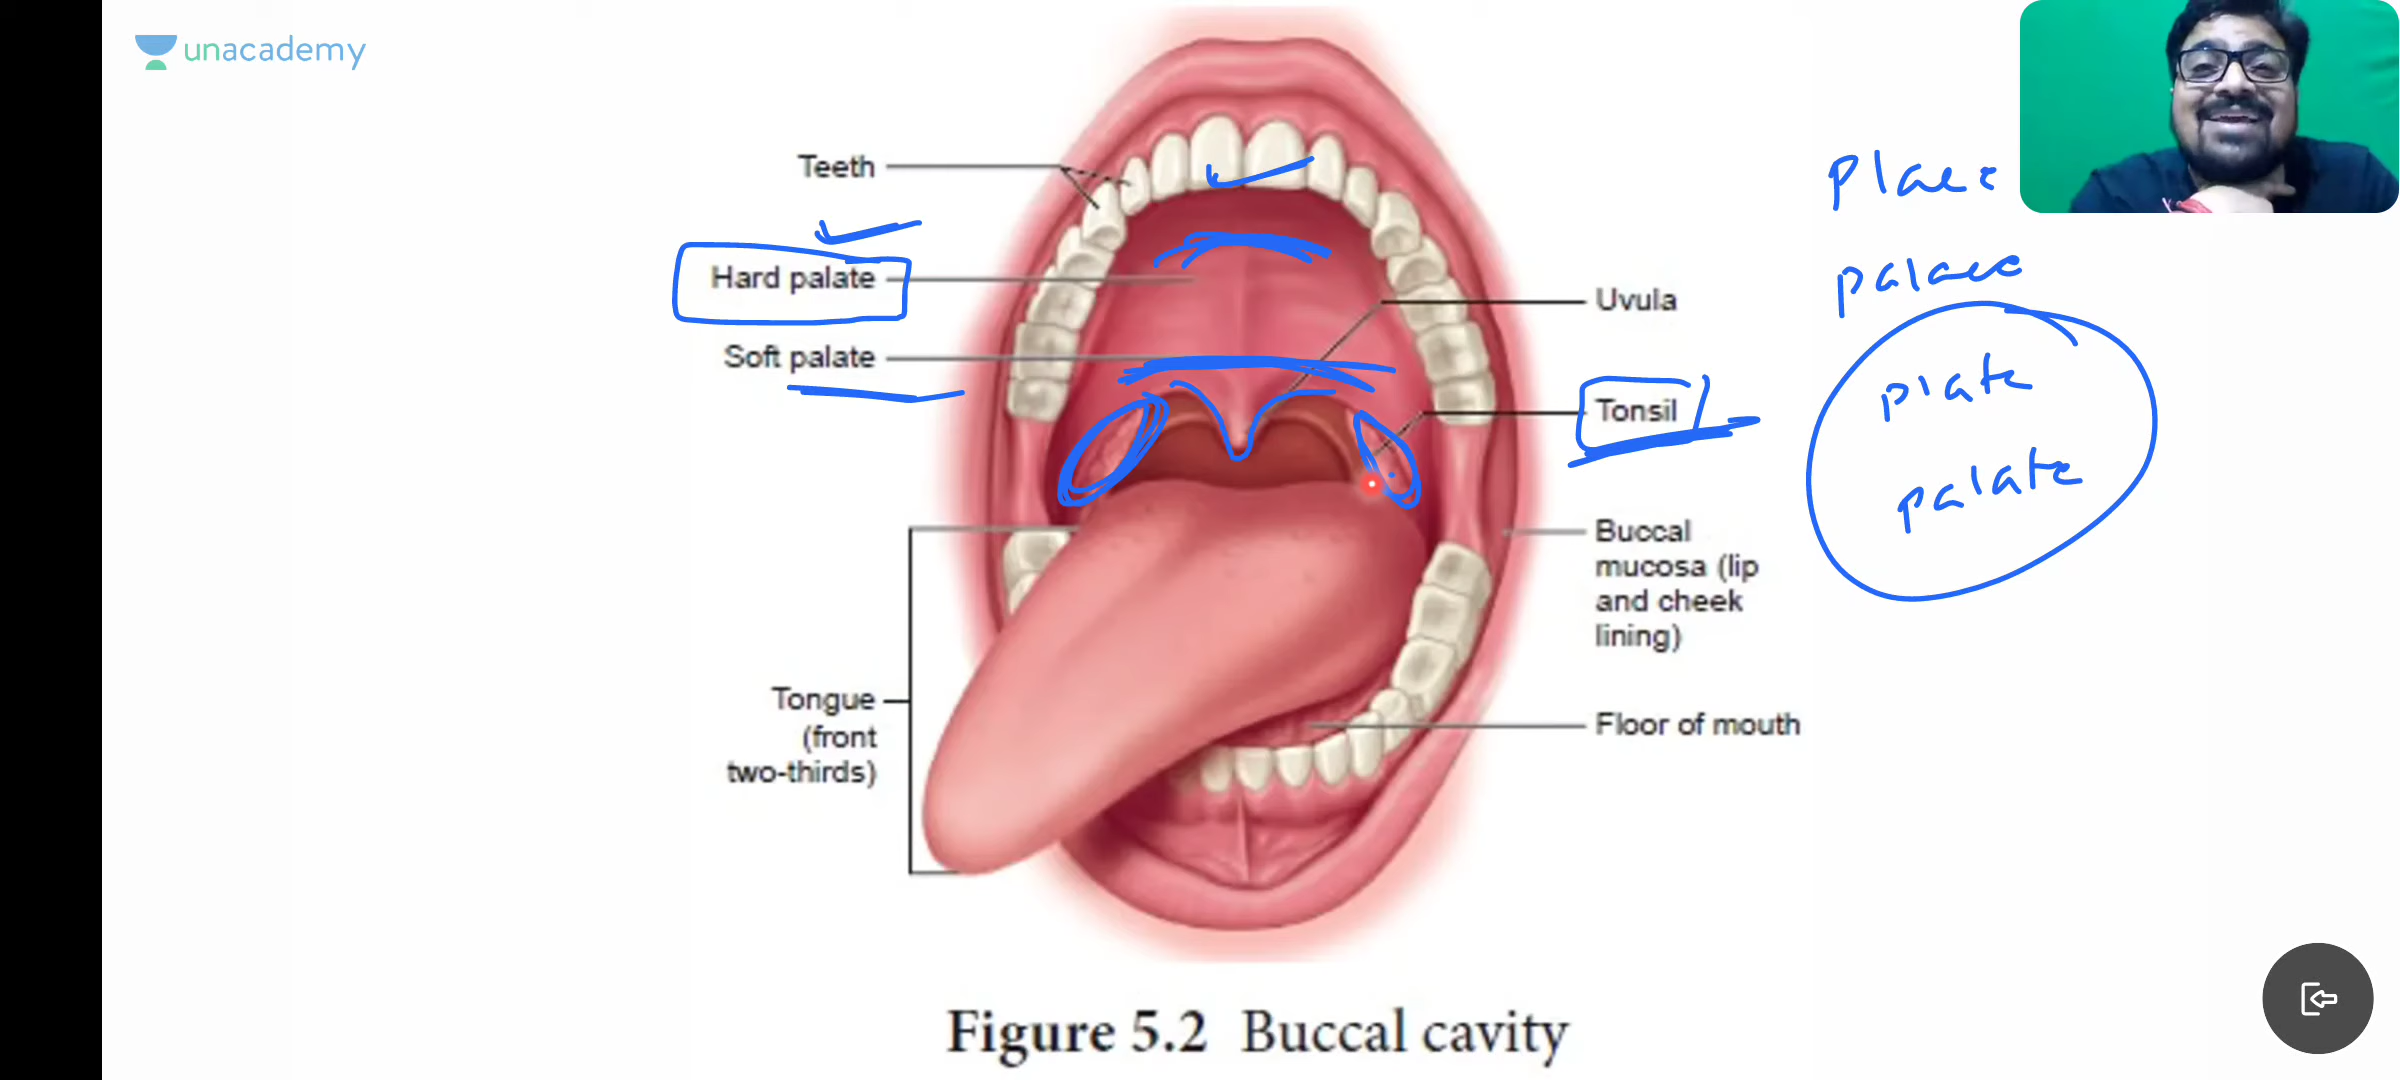 unacademy
Teeth
Hard palate
Soft palate
Tongue
(front
two-thirds)
Uvula
Tonsil
Buccal
mucosa (lip
and cheek
lining)
Floor of mouth
place
palace
plate
palate
Figure 5.2 Buccal cavity